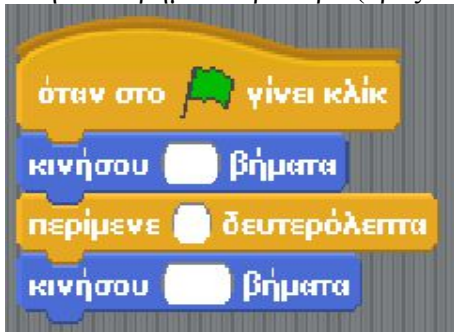 όταν στο γίνει κλίκ
κινήσου βήματα
περίμενε δευτερόλεπτα
κινήσου βήματα